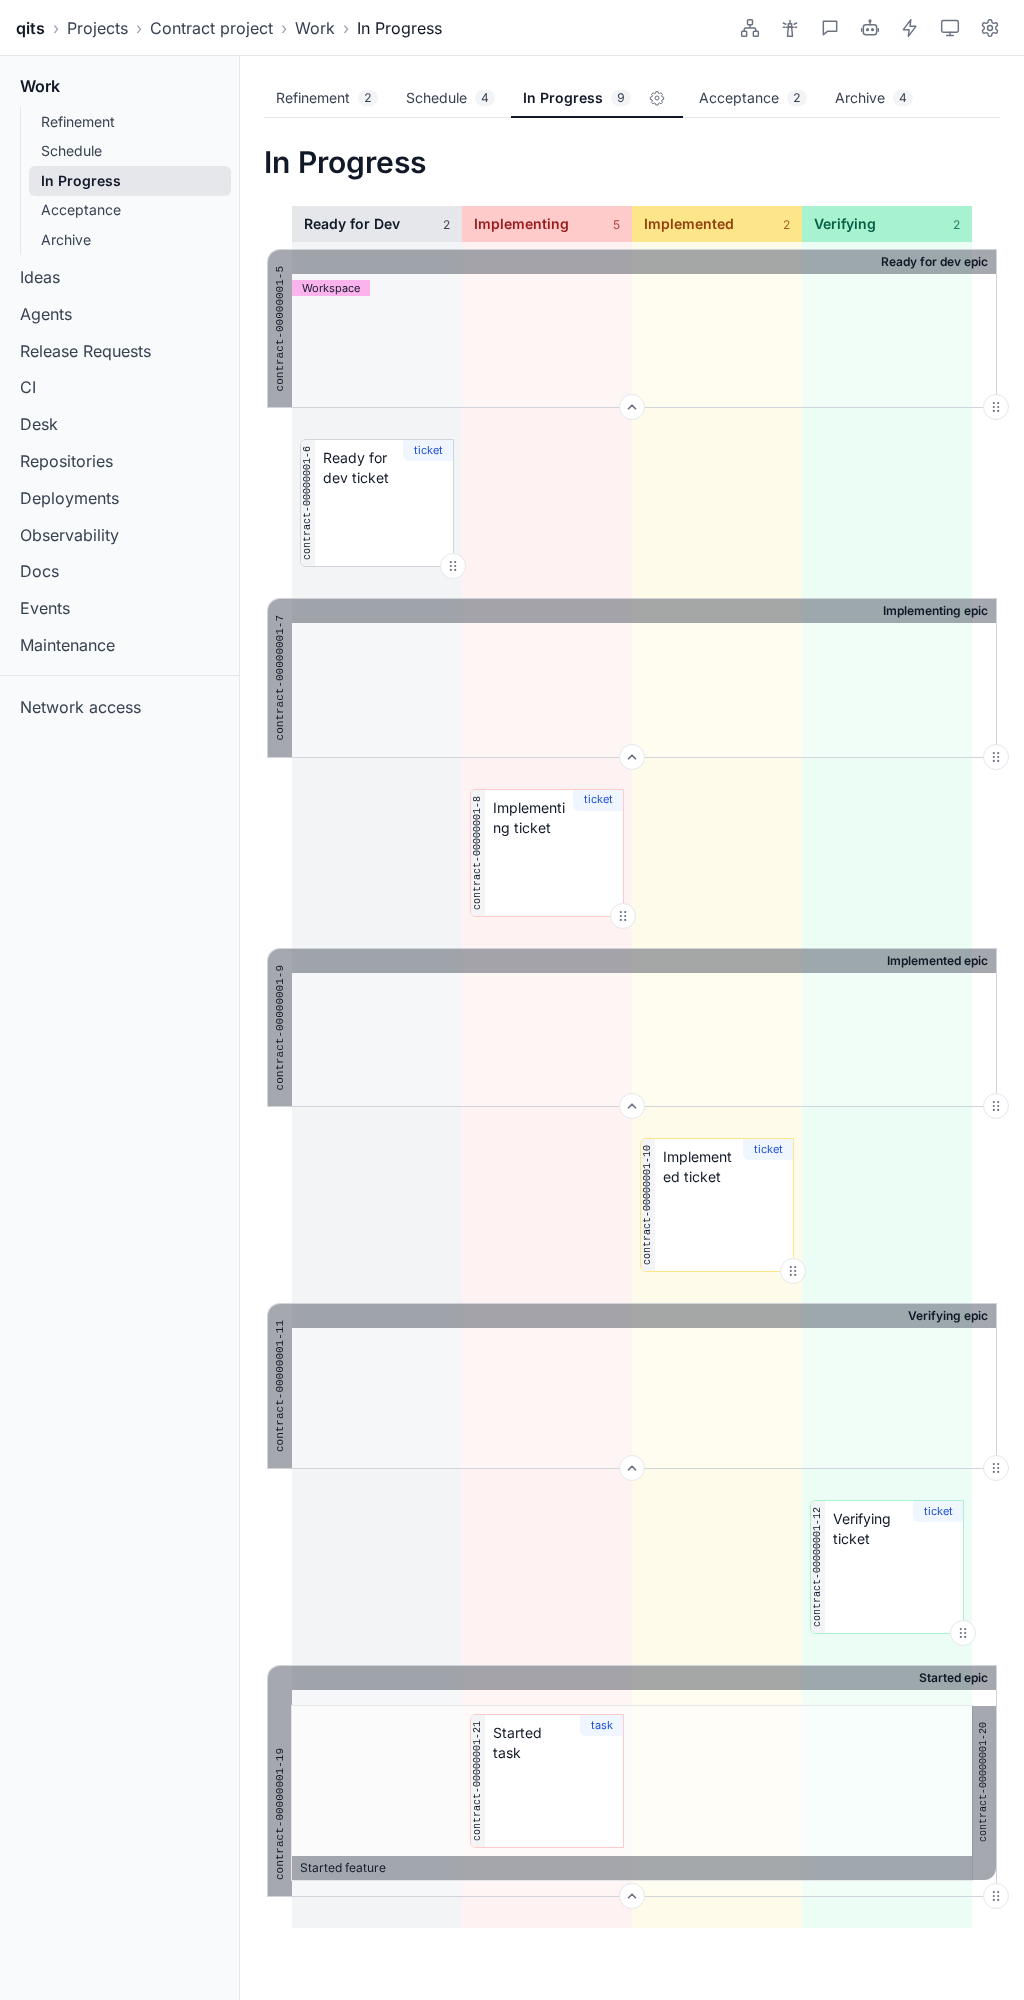 qits › Projects › Contract project › Work › In Progress
Work
Refinement
Schedule
In Progress
Acceptance
Archive
Ideas
Agents
Release Requests
CI
Desk
Repositories
Deployments
Observability
Docs
Events
Maintenance
Network access
Refinement 2 Schedule 4 In Progress 9 Acceptance 2 Archive 4
In Progress
Ready for Dev 2 Implementing 5 Implemented 2 Verifying 2
contract-00000001-5
Ready for dev epic
Workspace
contract-00000001-6
Ready for
dev ticket
ticket
contract-00000001-7
Implementing epic
contract-00000001-8
Implementi
ng ticket
ticket
contract-00000001-9
Implemented epic
contract-00000001-10
Implement
ed ticket
ticket
contract-00000001-11
Verifying epic
contract-00000001-12
Verifying
ticket
ticket
contract-00000001-19
Started epic
contract-00000001-21
Started
task
task
contract-00000001-20
Started feature